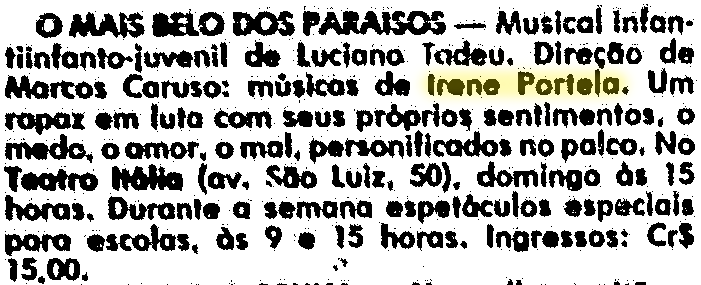 O MAIS BELO DOS PARAISOS — Musical infan-
tiinfanto-juvenil de Luciano Tadeu. Direção de
Marcos Caruso: músicas de Irene Portela. Um
rapaz em luta com seus próprios sentimentos, o
medo, o amor, o mal, personificados no palco. No
Teatro Itália (av. São Luiz, 50), domingo às 15
horas. Durante a semana espetáculos especiais
para escolas, às 9 e 15 horas. Ingressos: Cr$
15,00.